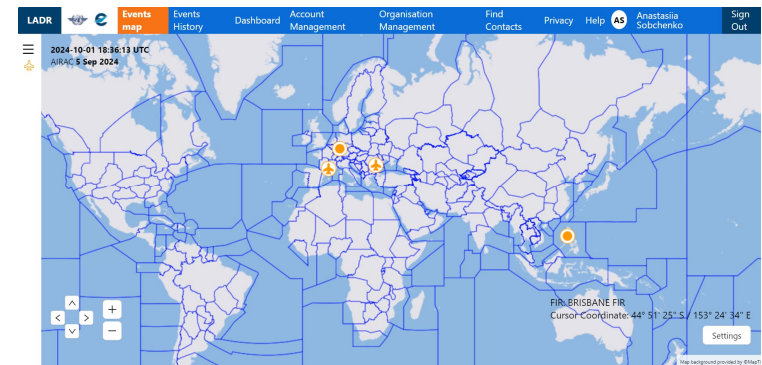 LADR
Events map
Events History
Dashboard
Account Management
Organisation Management
Find Contacts
Privacy
Help
AS
Anastasiia Sobchenko
Sign Out
2024-10-01 18:36:13 UTC
AIRAC 5 Sep 2024
FIR: BRISBANE FIR
Cursor Coordinate: 44° 51' 25" S / 153° 24' 34" E
Settings
Map background provided by ©MapTi